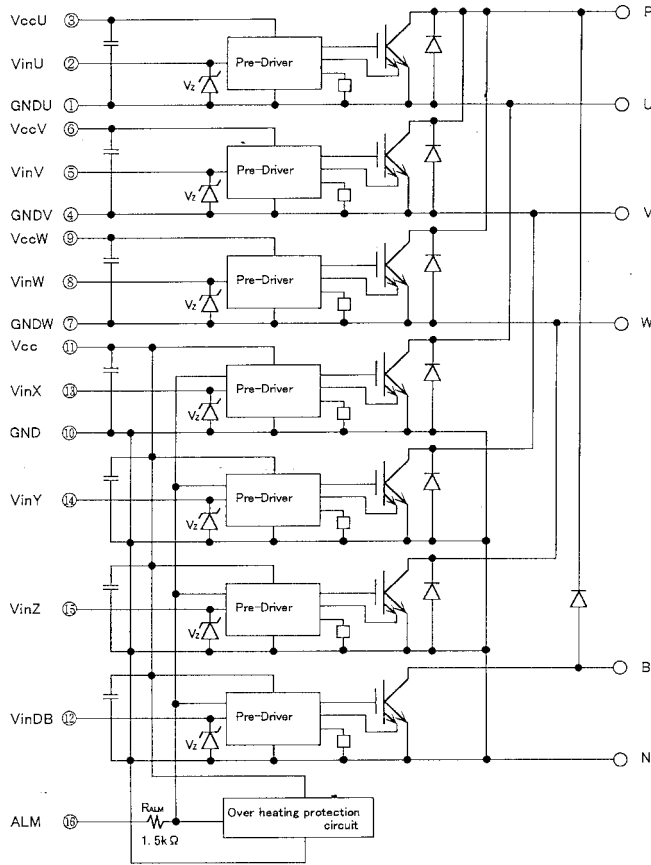 VccU ③
P
VinU ②
Pre-Driver
Vz
GNDU ①
U
VccV ⑥
VinV ⑤
Pre-Driver
Vz
GNDV ④
V
VccW ⑨
VinW ⑧
Pre-Driver
Vz
GNDW ⑦
W
Vcc ⑪
VinX ⑬
Pre-Driver
Vz
GND ⑩
VinY ⑭
Pre-Driver
Vz
VinZ ⑮
Pre-Driver
Vz
B
VinDB ⑫
Pre-Driver
Vz
N
ALM ⑯
RALM
1.5kΩ
Over heating protection
circuit